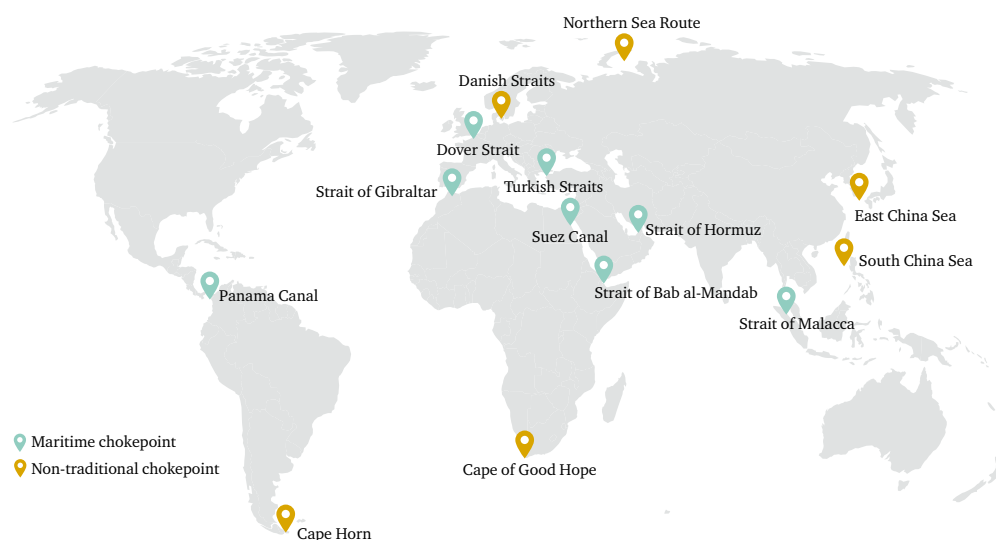 Northern Sea Route
Danish Straits
Dover Strait
Strait of Gibraltar
Turkish Straits
East China Sea
Suez Canal
Strait of Hormuz
South China Sea
Panama Canal
Strait of Bab al-Mandab
Strait of Malacca
Maritime chokepoint
Non-traditional chokepoint
Cape of Good Hope
Cape Horn